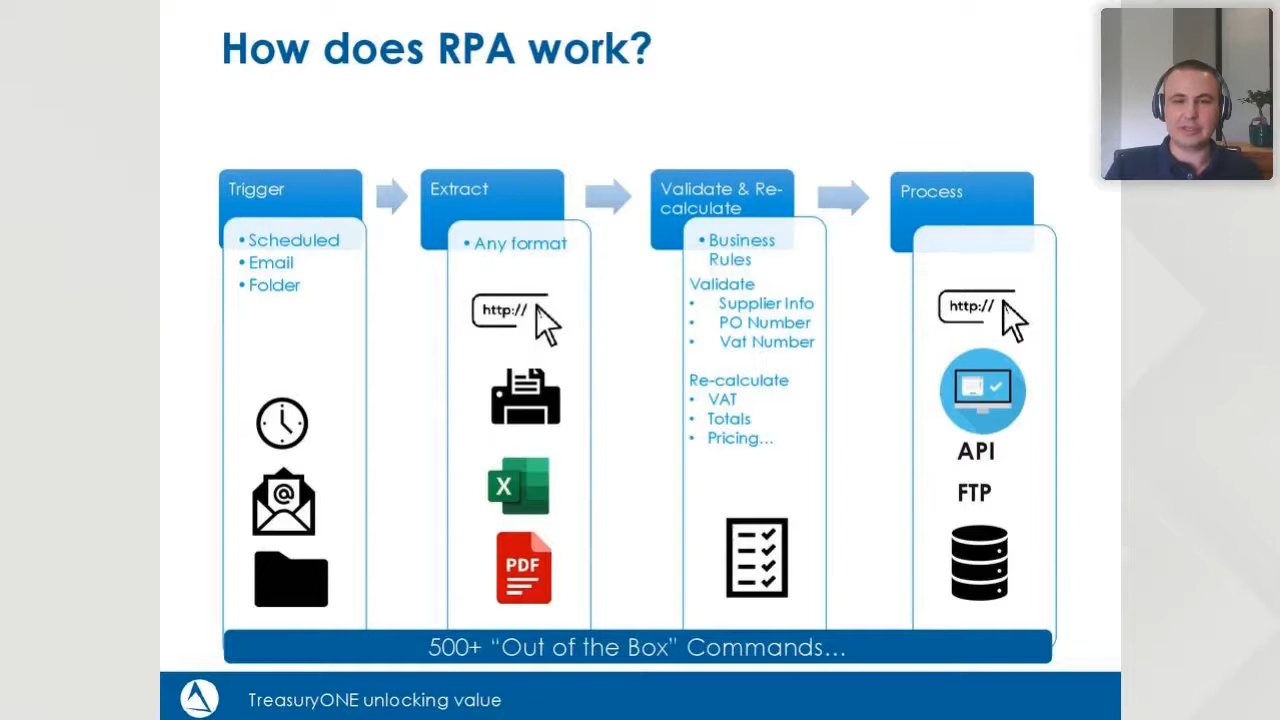 How does RPA work?
Trigger
• Scheduled
• Email
• Folder
@
Extract
• Any format
http://
X
PDF
Validate & Re-
calculate
• Business
Rules
Validate
• Supplier Info
• PO Number
• Vat Number
Re-calculate
• VAT
• Totals
• Pricing...
Process
http://
API
FTP
500+ “Out of the Box” Commands...
TreasuryONE unlocking value